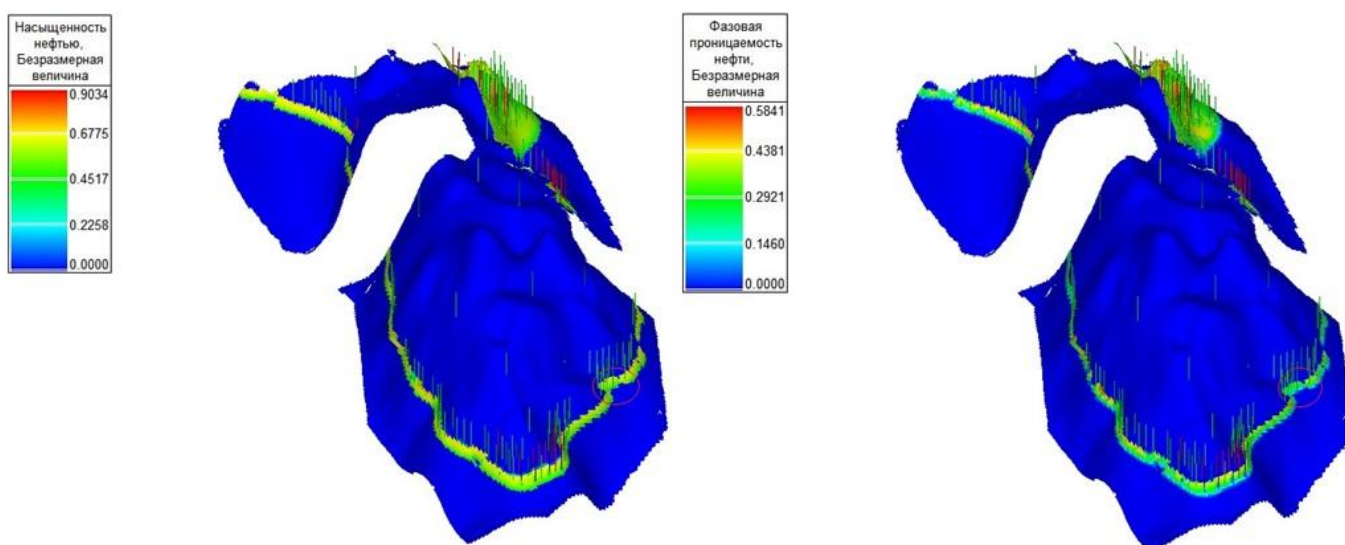 Насыщенность
нефтью,
Безразмерная
величина
0.9034
0.6775
0.4517
0.2258
0.0000
Фазовая
проницаемость
нефти,
Безразмерная
величина
0.5841
0.4381
0.2921
0.1460
0.0000